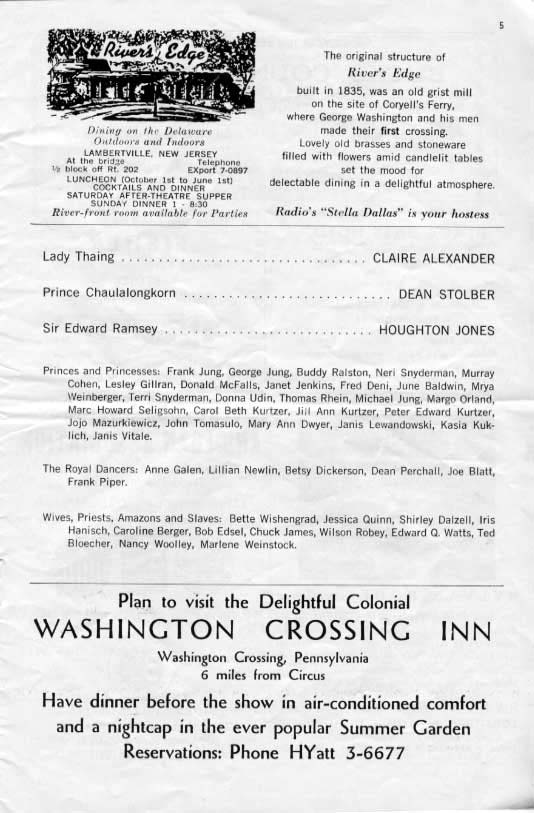 5
River's Edge
Dining on the Delaware
Outdoors and Indoors
LAMBERTVILLE, NEW JERSEY
At the bridge Telephone
½ block off Rt. 202 EXport 7-0897
LUNCHEON (October 1st to June 1st)
COCKTAILS AND DINNER
SATURDAY AFTER-THEATRE SUPPER
SUNDAY DINNER 1 - 8:30
River-front room available for Parties
The original structure of
River's Edge
built in 1835, was an old grist mill
on the site of Coryell's Ferry,
where George Washington and his men
made their first crossing.
Lovely old brasses and stoneware
filled with flowers amid candlelit tables
set the mood for
delectable dining in a delightful atmosphere.
Radio's "Stella Dallas" is your hostess
Lady Thaing ................................. CLAIRE ALEXANDER
Prince Chaulalongkorn ............................ DEAN STOLBER
Sir Edward Ramsey ............................ HOUGHTON JONES
Princes and Princesses: Frank Jung, George Jung, Buddy Ralston, Neri Snyderman, Murray
Cohen, Lesley Gillran, Donald McFalls, Janet Jenkins, Fred Deni, June Baldwin, Mrya
Weinberger, Terri Snyderman, Donna Udin, Thomas Rhein, Michael Jung, Margo Orland,
Marc Howard Seligsohn, Carol Beth Kurtzer, Jill Ann Kurtzer, Peter Edward Kurtzer,
Jojo Mazurkiewicz, John Tomasulo, Mary Ann Dwyer, Janis Lewandowski, Kasia Kuk-
lich, Janis Vitale.
The Royal Dancers: Anne Galen, Lillian Newlin, Betsy Dickerson, Dean Perchall, Joe Blatt,
Frank Piper.
Wives, Priests, Amazons and Slaves: Bette Wishengrad, Jessica Quinn, Shirley Dalzell, Iris
Hanisch, Caroline Berger, Bob Edsel, Chuck James, Wilson Robey, Edward Q. Watts, Ted
Bloecher, Nancy Woolley, Marlene Weinstock.
Plan to visit the Delightful Colonial
WASHINGTON CROSSING INN
Washington Crossing, Pennsylvania
6 miles from Circus
Have dinner before the show in air-conditioned comfort
and a nightcap in the ever popular Summer Garden
Reservations: Phone HYatt 3-6677